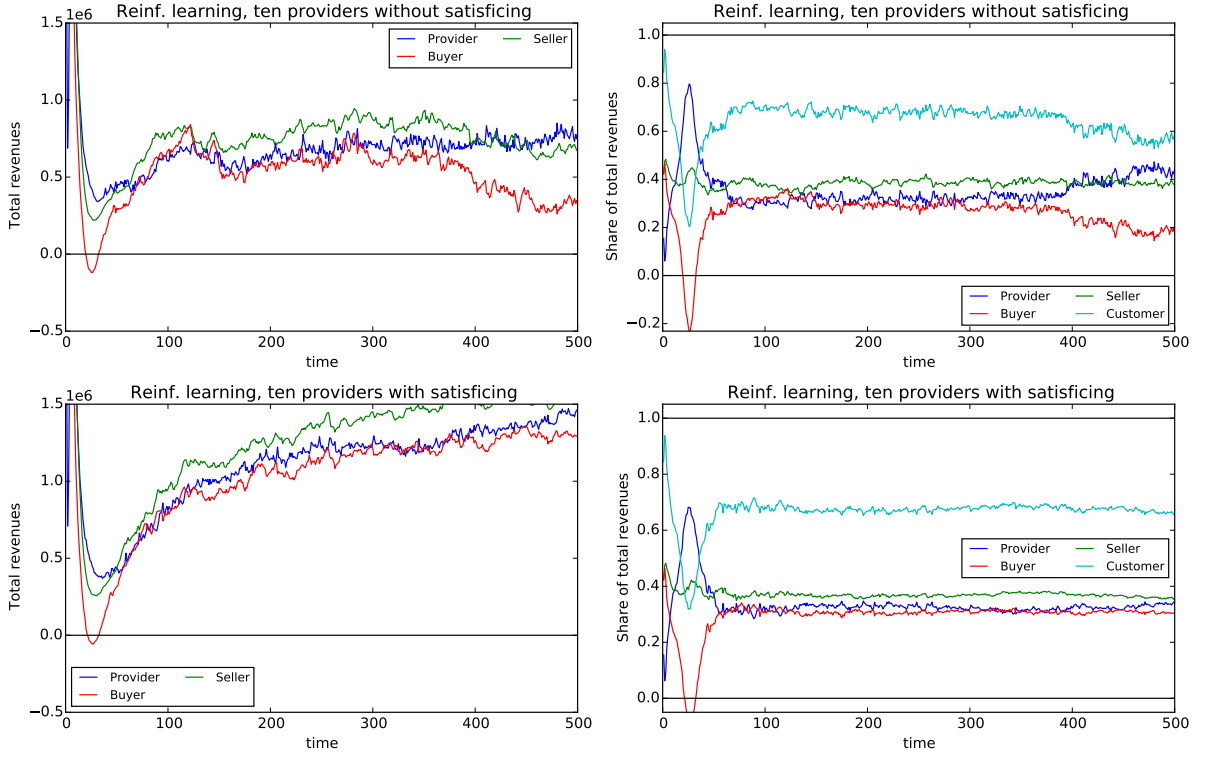 Reinf. learning, ten providers without satisficing
1e6
1.5
1.0
0.5
0.0
−0.5
Total revenues
Provider
Seller
Buyer
0 100 200 300 400 500
time
Reinf. learning, ten providers without satisficing
1.0
0.8
0.6
0.4
0.2
0.0
−0.2
Share of total revenues
Provider
Seller
Buyer
Customer
0 100 200 300 400 500
time
Reinf. learning, ten providers with satisficing
1e6
1.5
1.0
0.5
0.0
−0.5
Total revenues
Provider
Seller
Buyer
0 100 200 300 400 500
time
Reinf. learning, ten providers with satisficing
1.0
0.8
0.6
0.4
0.2
0.0
Share of total revenues
Provider
Seller
Buyer
Customer
0 100 200 300 400 500
time